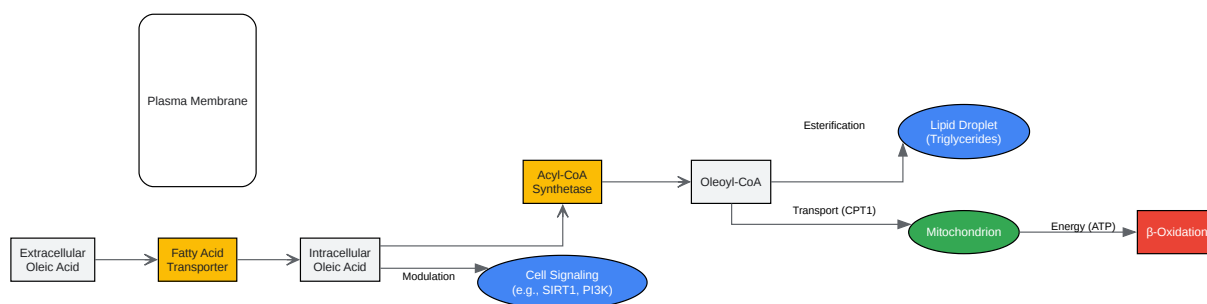 Plasma Membrane
Extracellular
Oleic Acid
Fatty Acid
Transporter
Intracellular
Oleic Acid
Modulation
Cell Signaling
(e.g., SIRT1, PI3K)
Acyl-CoA
Synthetase
Oleoyl-CoA
Esterification
Lipid Droplet
(Triglycerides)
Transport (CPT1)
Mitochondrion
Energy (ATP)
β-Oxidation